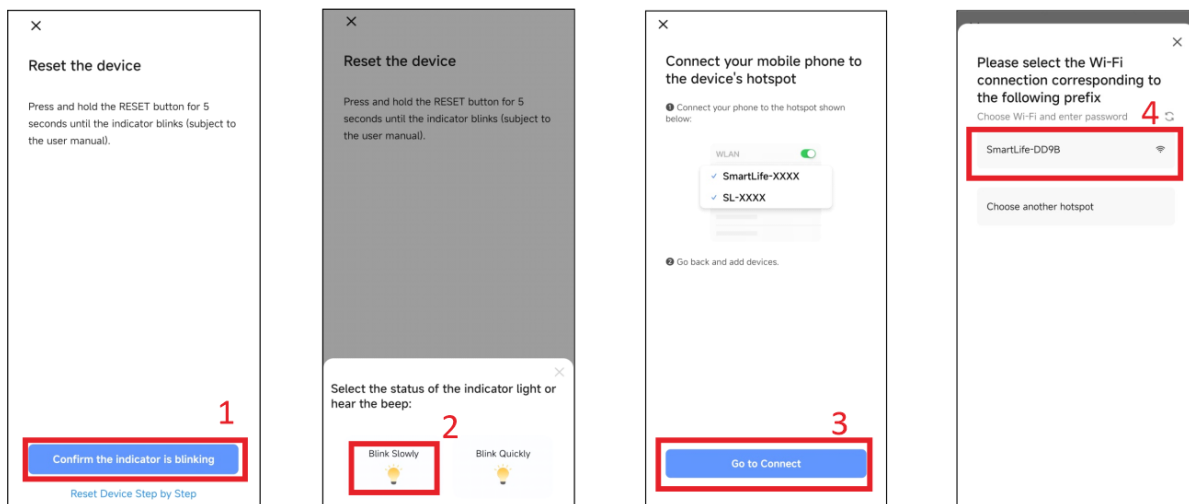 Reset the device
Press and hold the RESET button for 5
seconds until the indicator blinks (subject to
the user manual).
1
Confirm the indicator is blinking
Reset Device Step by Step
Reset the device
Press and hold the RESET button for 5
seconds until the indicator blinks (subject to
the user manual).
Select the status of the indicator light or
hear the beep:
2
Blink Slowly
Blink Quickly
Connect your mobile phone to
the device's hotspot
❶ Connect your phone to the hotspot shown
below:
WLAN
SmartLife-XXXX
SL-XXXX
❷ Go back and add devices.
3
Go to Connect
Please select the Wi-Fi
connection corresponding to
the following prefix
Choose Wi-Fi and enter password
4
SmartLife-DD9B
Choose another hotspot